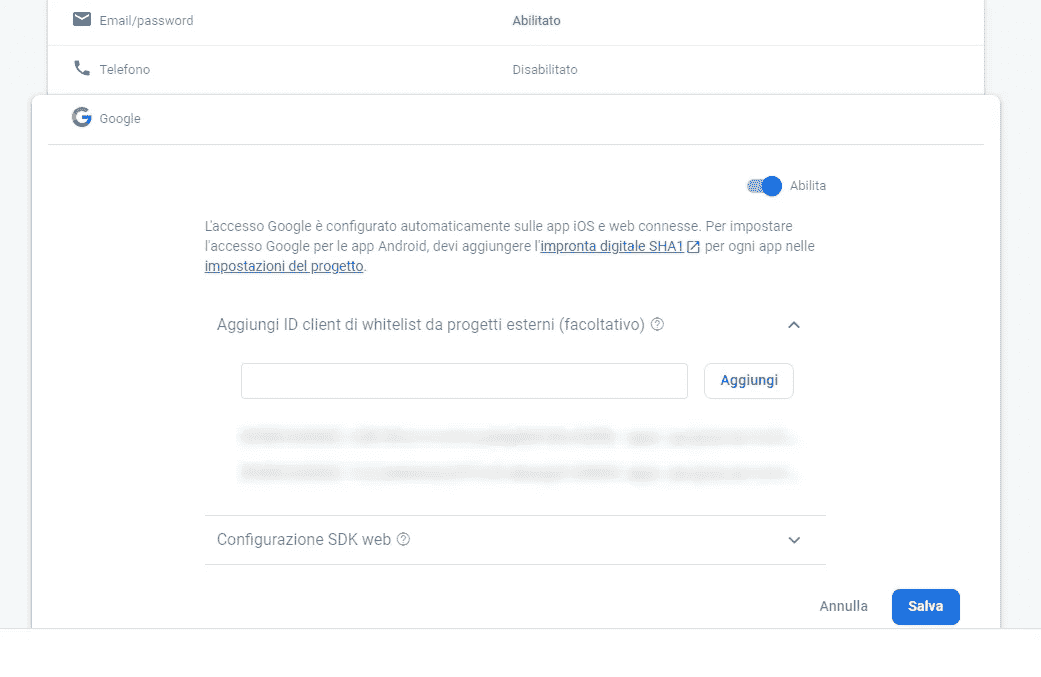 Email/password Abilitato
Telefono Disabilitato
Google
Abilita
L'accesso Google è configurato automaticamente sulle app iOS e web connesse. Per impostare
l'accesso Google per le app Android, devi aggiungere l'impronta digitale SHA1 per ogni app nelle
impostazioni del progetto.
Aggiungi ID client di whitelist da progetti esterni (facoltativo)
Aggiungi
Configurazione SDK web
Annulla Salva